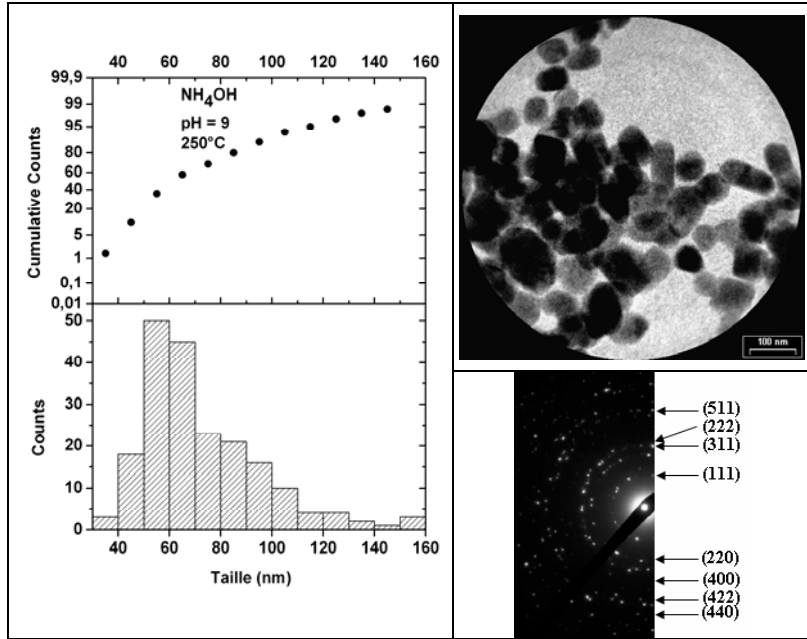 40 60 80 100 120 140 160
99,9
99
95
80
60
40
20
5
1
0,1
0,01
Cumulative Counts
NH4OH
pH = 9
250°C
50
40
30
20
10
0
Counts
40 60 80 100 120 140 160
Taille (nm)
100 nm
(511)
(222)
(311)
(111)
(220)
(400)
(422)
(440)